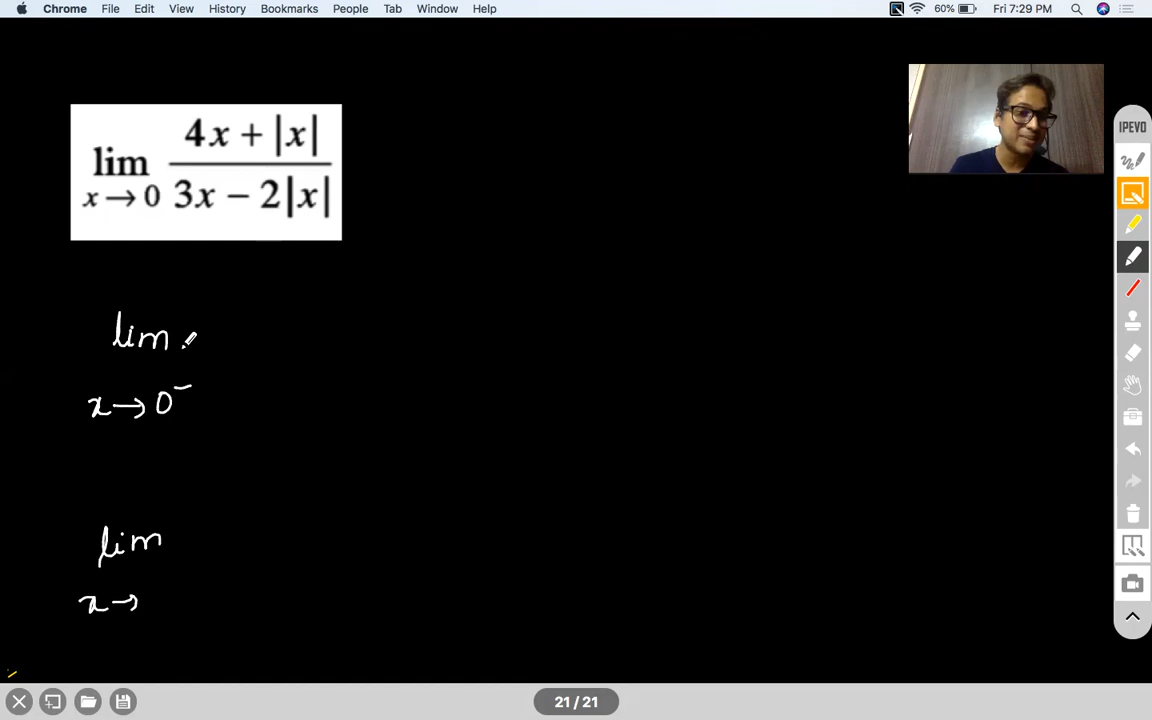 Chrome File Edit View History Bookmarks People Tab Window Help 60% Fri 7:29 PM
IPEVO
lim x→0 (4x + |x|)/(3x − 2|x|)
lim
x→0⁻
lim
x→
21 / 21